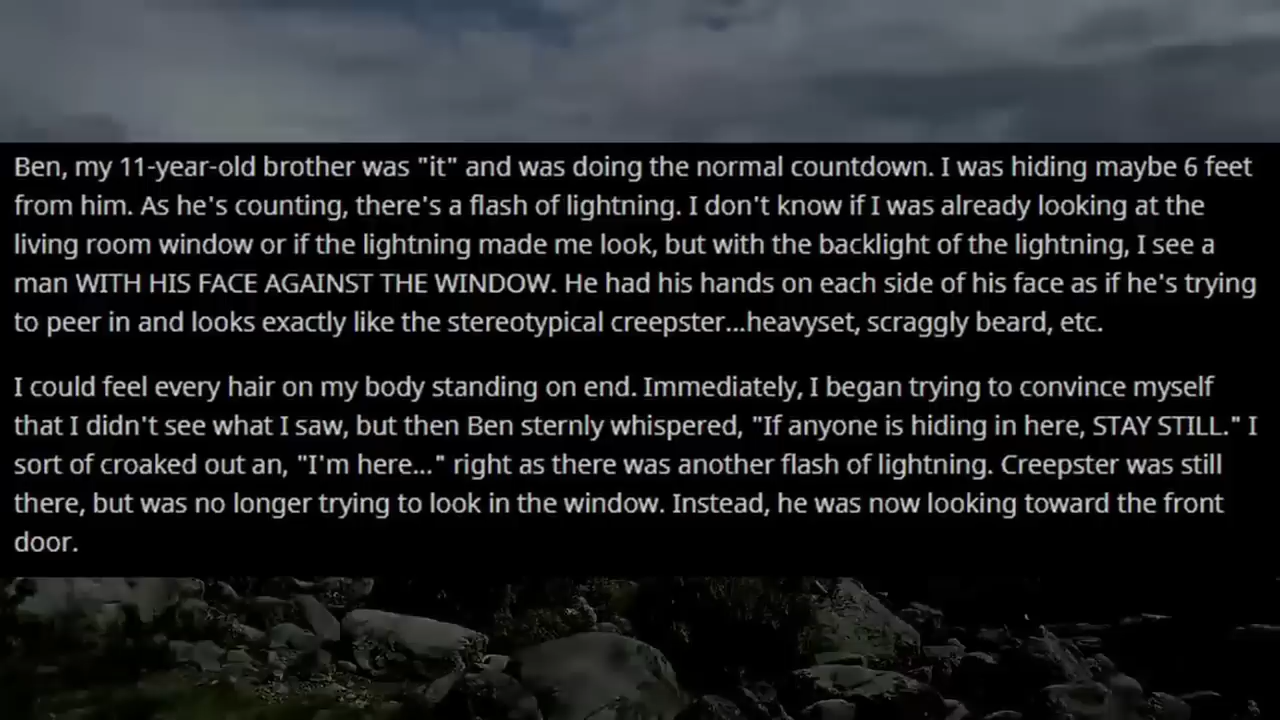 Ben, my 11-year-old brother was "it" and was doing the normal countdown. I was hiding maybe 6 feet
from him. As he's counting, there's a flash of lightning. I don't know if I was already looking at the
living room window or if the lightning made me look, but with the backlight of the lightning, I see a
man WITH HIS FACE AGAINST THE WINDOW. He had his hands on each side of his face as if he's trying
to peer in and looks exactly like the stereotypical creepster...heavyset, scraggly beard, etc.
I could feel every hair on my body standing on end. Immediately, I began trying to convince myself
that I didn't see what I saw, but then Ben sternly whispered, "If anyone is hiding in here, STAY STILL." I
sort of croaked out an, "I'm here..." right as there was another flash of lightning. Creepster was still
there, but was no longer trying to look in the window. Instead, he was now looking toward the front
door.